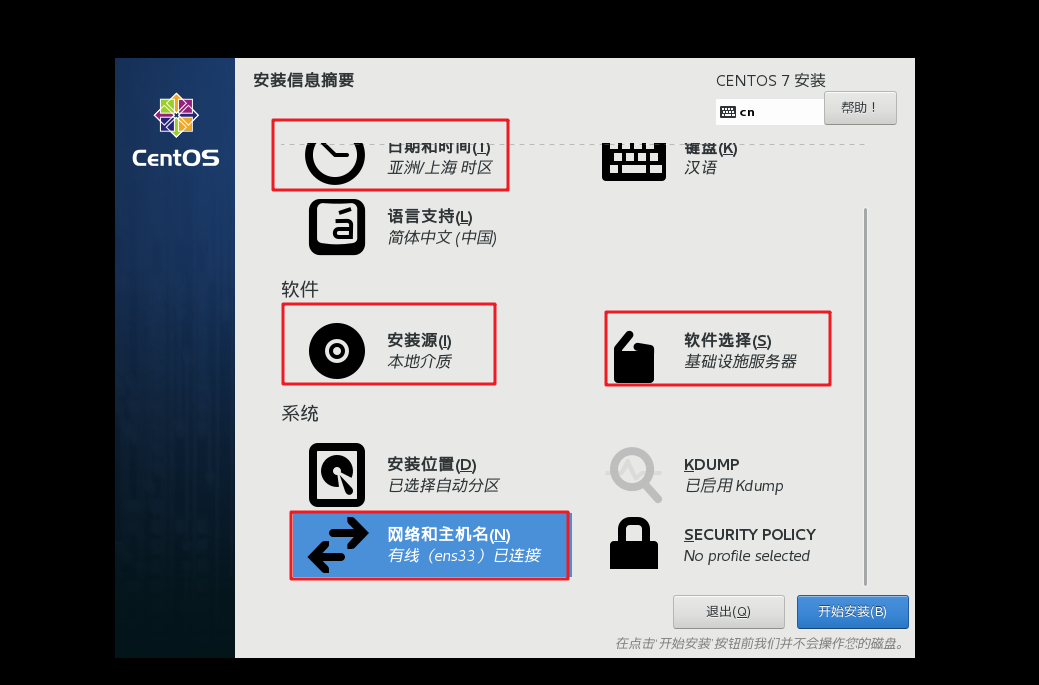 安装信息摘要
CENTOS 7 安装
cn
帮助！
CentOS
日期和时间(T)
亚洲/上海 时区
键盘(K)
汉语
á
语言支持(L)
简体中文 (中国)
软件
安装源(I)
本地介质
软件选择(S)
基础设施服务器
系统
安装位置(D)
已选择自动分区
KDUMP
已启用 Kdump
网络和主机名(N)
有线（ens33）已连接
SECURITY POLICY
No profile selected
退出(Q)
开始安装(B)
在点击'开始安装'按钮前我们并不会操作您的磁盘。